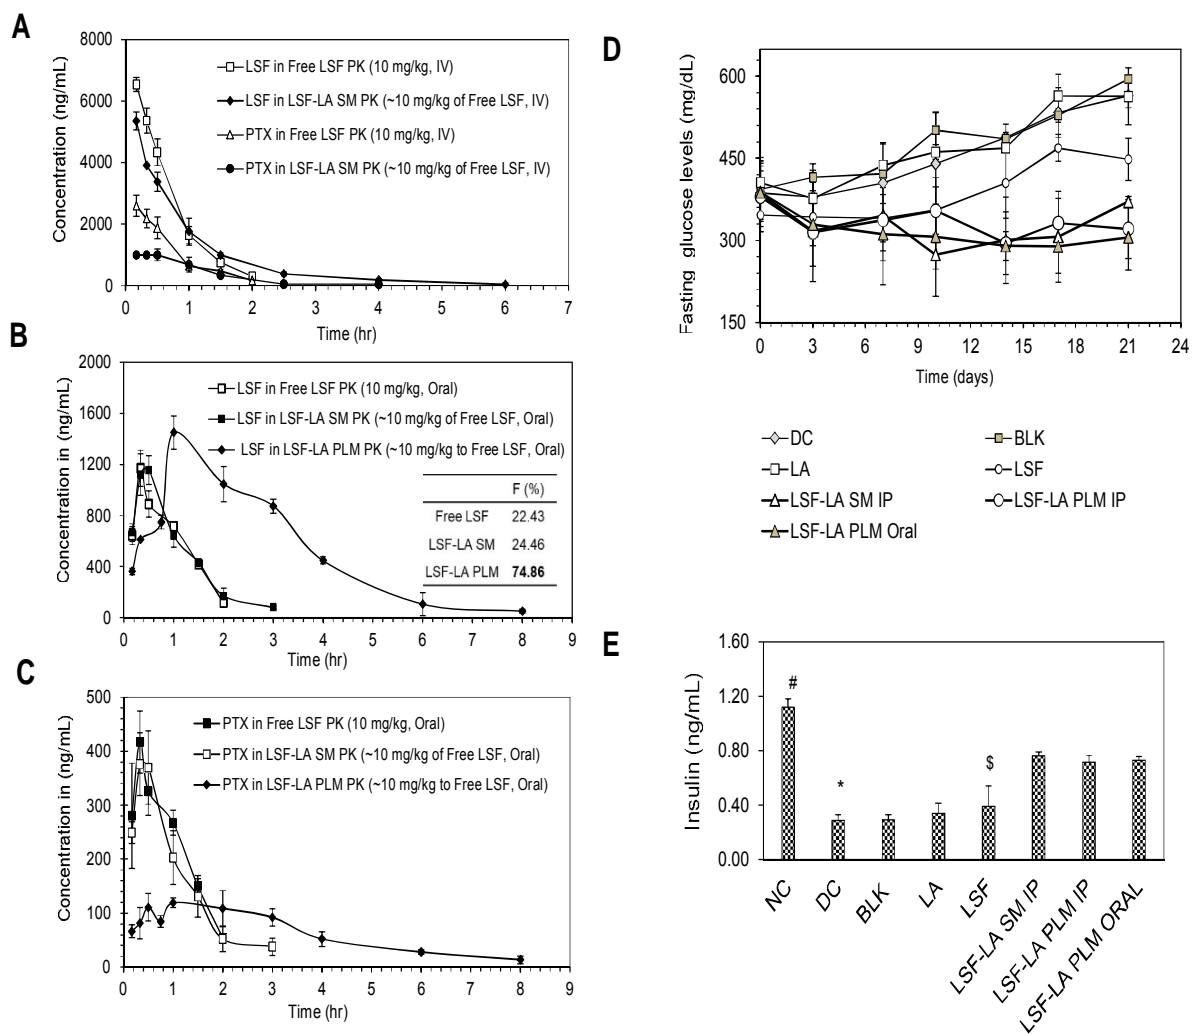 A
Concentration (ng/mL)
8000
6000
4000
2000
0
LSF in Free LSF PK (10 mg/kg, IV)
LSF in LSF-LA SM PK (~10 mg/kg of Free LSF, IV)
PTX in Free LSF PK (10 mg/kg, IV)
PTX in LSF-LA SM PK (~10 mg/kg of Free LSF, IV)
0 1 2 3 4 5 6 7
Time (hr)
B
Concentration in (ng/mL)
2000
1600
1200
800
400
0
LSF in Free LSF PK (10 mg/kg, Oral)
LSF in LSF-LA SM PK (~10 mg/kg of Free LSF, Oral)
LSF in LSF-LA PLM PK (~10 mg/kg to Free LSF, Oral)
F (%)
Free LSF 22.43
LSF-LA SM 24.46
LSF-LA PLM 74.86
0 1 2 3 4 5 6 7 8 9
Time (hr)
C
Concentration in (ng/mL)
500
400
300
200
100
0
PTX in Free LSF PK (10 mg/kg, Oral)
PTX in LSF-LA SM PK (~10 mg/kg of Free LSF, Oral)
PTX in LSF-LA PLM PK (~10 mg/kg to Free LSF, Oral)
0 1 2 3 4 5 6 7 8 9
Time (hr)
D
Fasting glucose levels (mg/dL)
600
450
300
150
0 3 6 9 12 15 18 21 24
Time (days)
DC BLK
LA LSF
LSF-LA SM IP LSF-LA PLM IP
LSF-LA PLM Oral
E
Insulin (ng/mL)
1.60
1.20
0.80
0.40
0.00
#
*
$
NC
DC
BLK
LA
LSF
LSF-LA SM IP
LSF-LA PLM IP
LSF-LA PLM ORAL